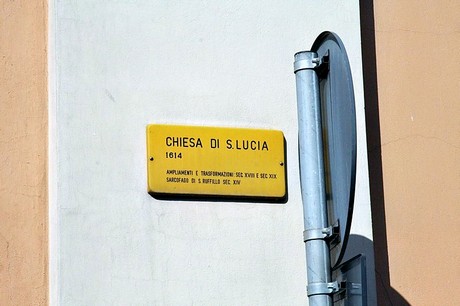 CHIESA DI S.LUCIA
1614
AMPLIAMENTI E TRASFORMAZIONI: SEC. XVIII E SEC. XIX
SARCOFAGO DI S. RUFFILLO SEC. XIV